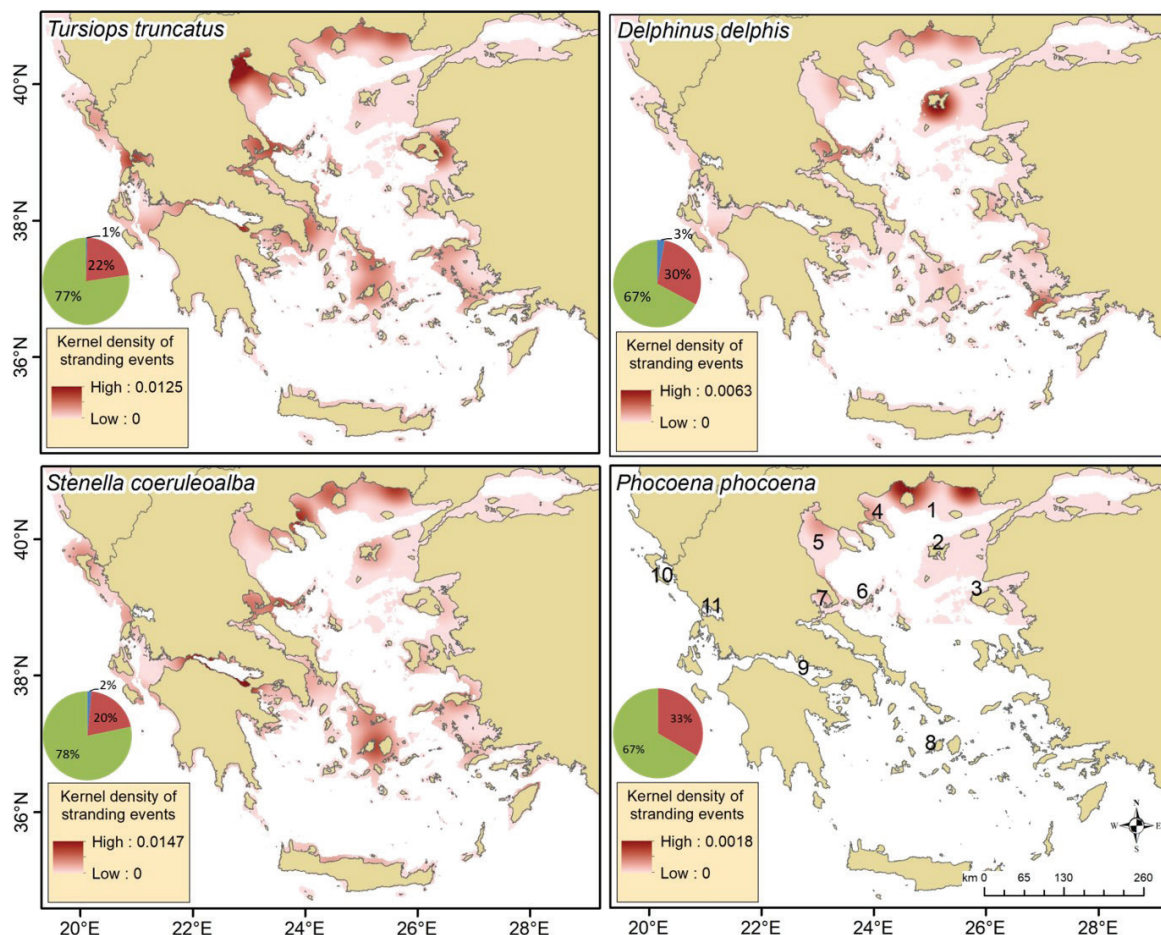 Tursiops truncatus
40°N
38°N
36°N
1%
22%
77%
Kernel density of
stranding events
High : 0.0125
Low : 0
Delphinus delphis
3%
30%
67%
Kernel density of
stranding events
High : 0.0063
Low : 0
Stenella coeruleoalba
40°N
38°N
36°N
2%
20%
78%
Kernel density of
stranding events
High : 0.0147
Low : 0
20°E 22°E 24°E 26°E 28°E
Phocoena phocoena
1
2
3
4
5
6
7
8
9
10
11
33%
67%
Kernel density of
stranding events
High : 0.0018
Low : 0
N
W E
S
km 0 65 130 260
20°E 22°E 24°E 26°E 28°E